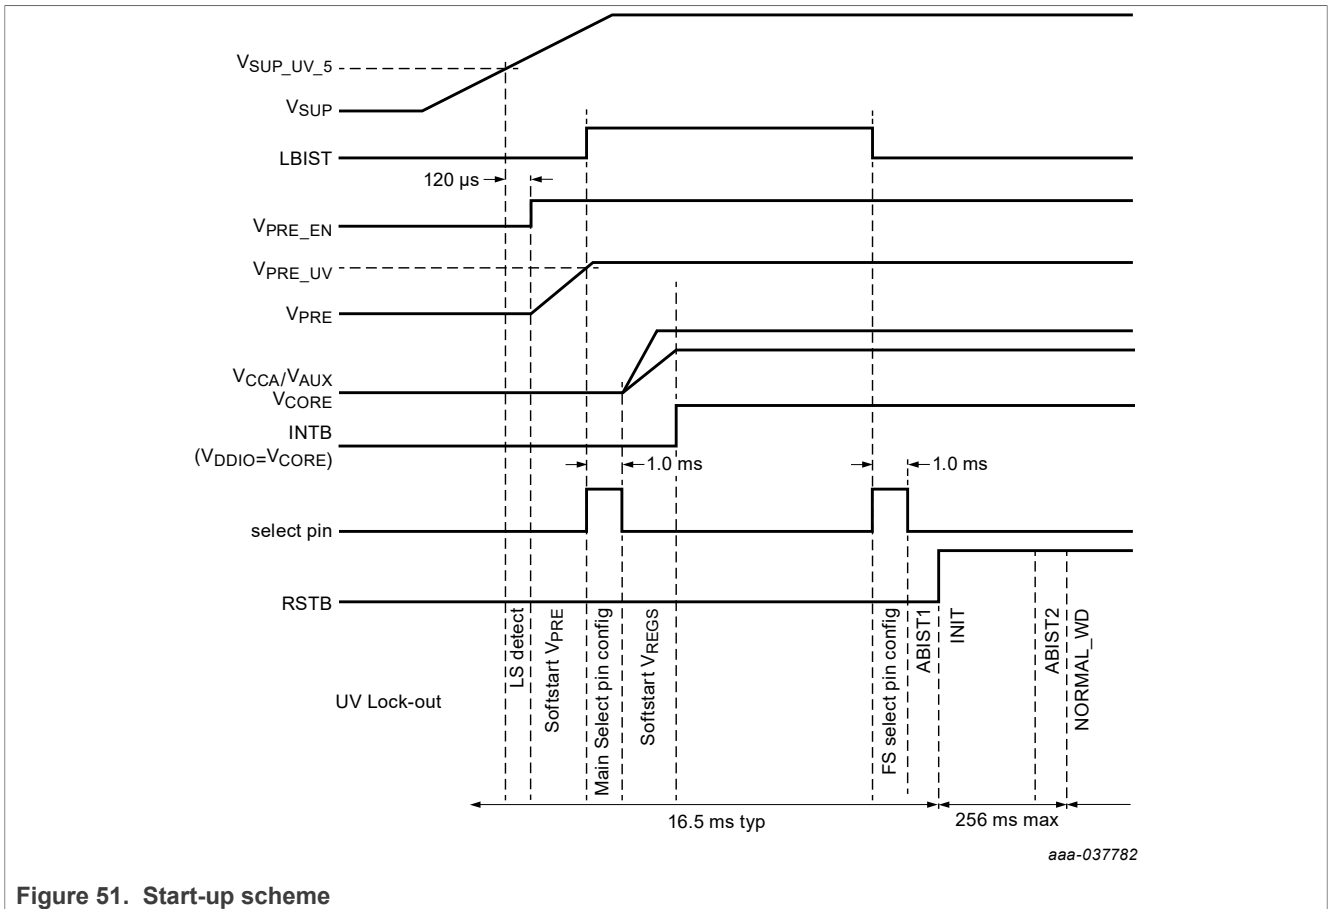 VSUP_UV_5
VSUP
LBIST
120 μs
VPRE_EN
VPRE_UV
VPRE
VCCA/VAUX
VCORE
INTB
(VDDIO=VCORE)
1.0 ms
1.0 ms
select pin
RSTB
UV Lock-out
LS detect
Softstart VPRE
Main Select pin config
Softstart VREGS
FS select pin config
ABIST1
INIT
ABIST2
NORMAL_WD
16.5 ms typ
256 ms max
aaa-037782
Figure 51. Start-up scheme